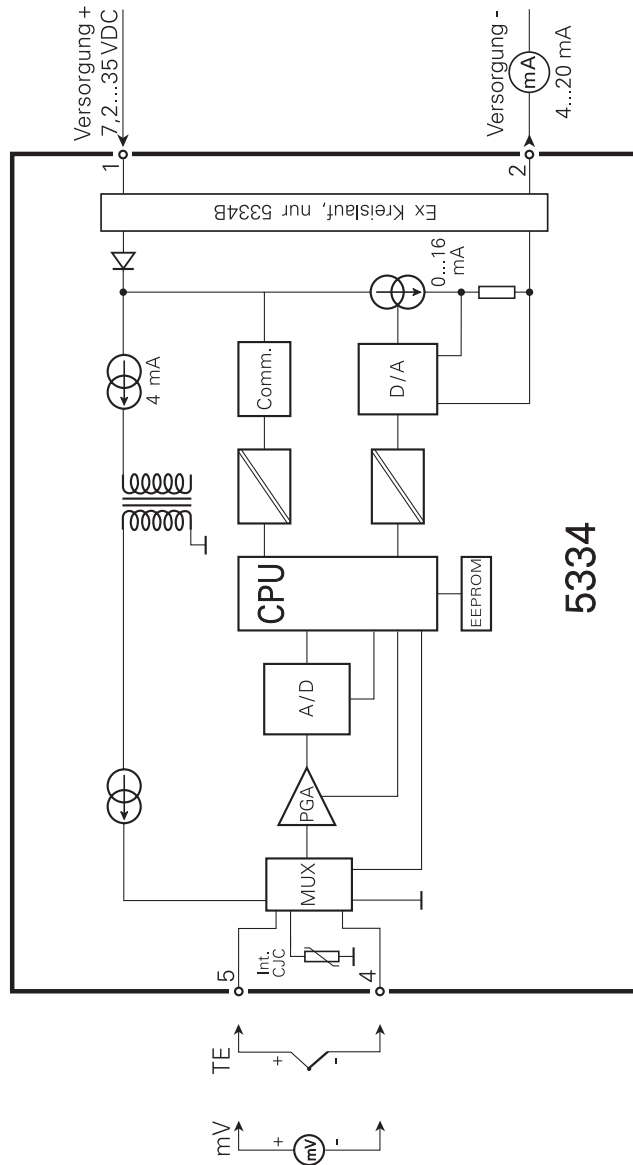 Versorgung +
7,2...35 VDC
Versorgung -
mA
4...20 mA
1
2
Ex Kreislauf, nur 5334B
4 mA
0...16
mA
Comm.
D/A
CPU
EEPROM
5334
A/D
PGA
MUX
Int.
CJC
5
4
TE
+
-
mV
+
mV
-